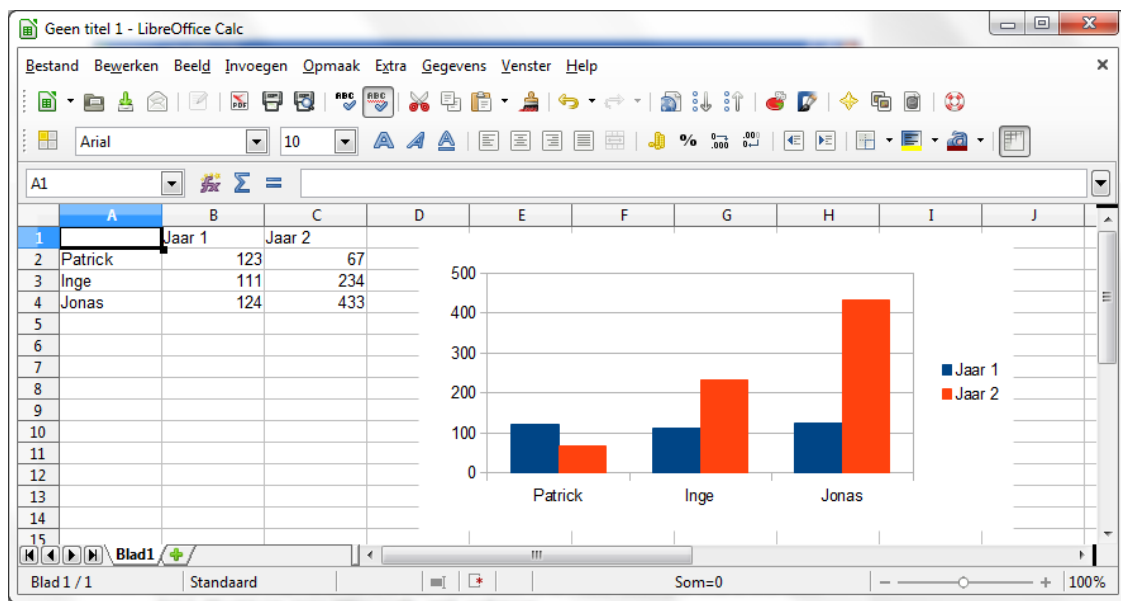 Geen titel 1 - LibreOffice Calc
Bestand Bewerken Beeld Invoegen Opmaak Extra Gegevens Venster Help
Arial 10
A1
A B C D E F G H I J
1 Jaar 1 Jaar 2
2 Patrick 123 67
3 Inge 111 234
4 Jonas 124 433
5
6
7
8
9
10
11
12
13
14
15
500
400
300
200
100
0
Patrick Inge Jonas
Jaar 1
Jaar 2
Blad1
Blad 1 / 1 Standaard Som=0 100%